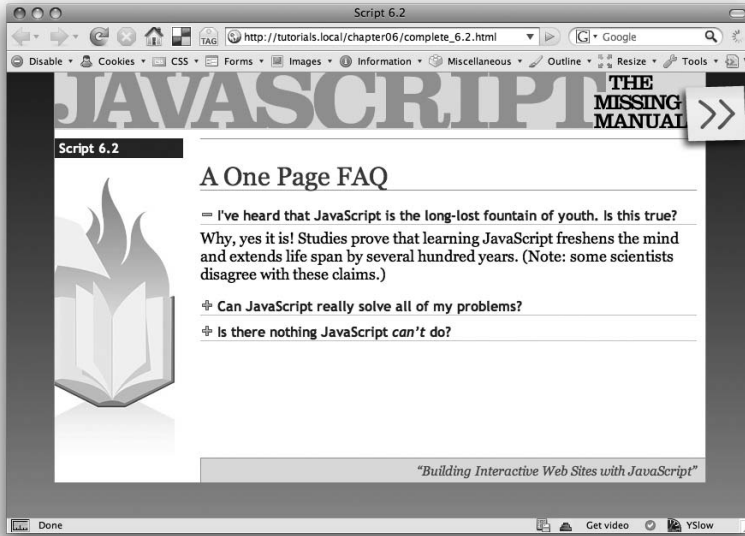 Script 6.2
TAG
http://tutorials.local/chapter06/complete_6.2.html
G Google
Disable Cookies CSS Forms Images Information Miscellaneous Outline Resize Tools
JAVASCRIPT
THE
MISSING
MANUAL
Script 6.2
A One Page FAQ
I've heard that JavaScript is the long-lost fountain of youth. Is this true?
Why, yes it is! Studies prove that learning JavaScript freshens the mind
and extends life span by several hundred years. (Note: some scientists
disagree with these claims.)
Can JavaScript really solve all of my problems?
Is there nothing JavaScript can't do?
“Building Interactive Web Sites with JavaScript”
Done
Get video
YSlow